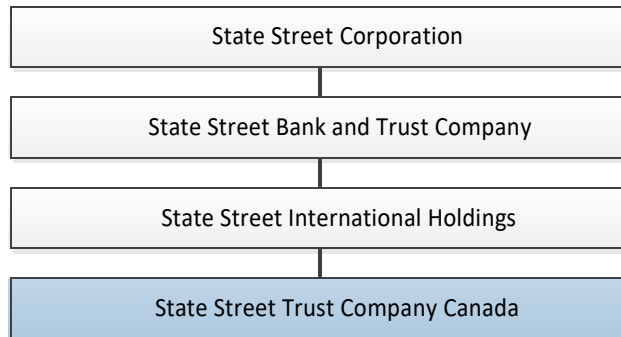 State Street Corporation
State Street Bank and Trust Company
State Street International Holdings
State Street Trust Company Canada